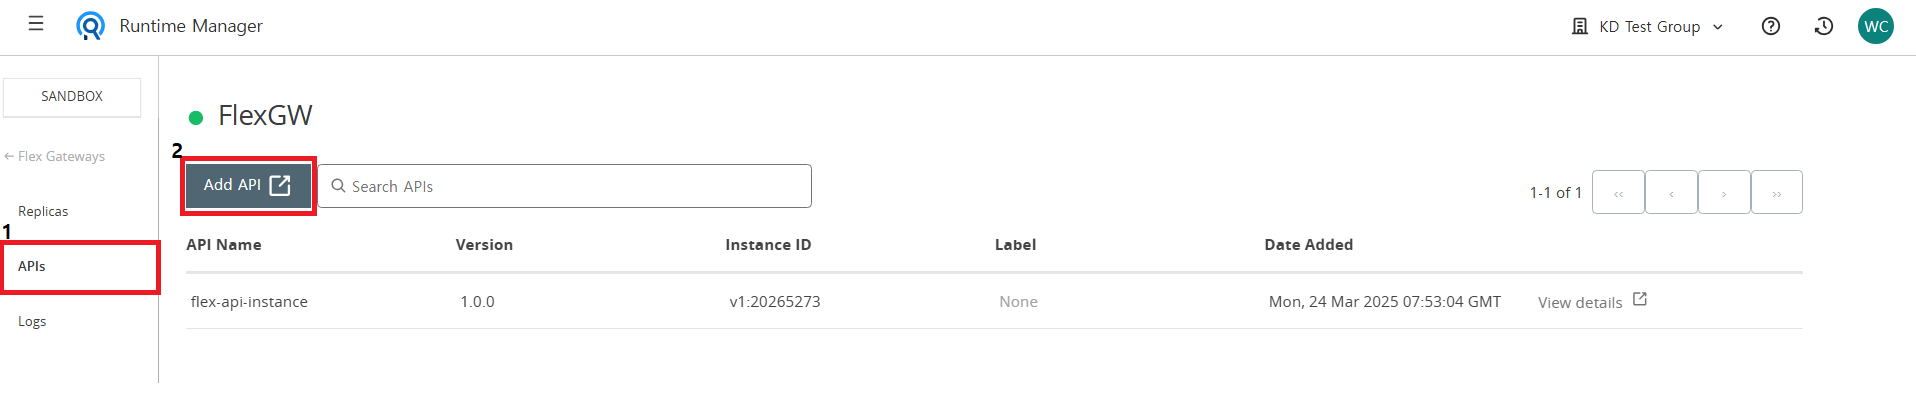 Runtime Manager
KD Test Group
WC
SANDBOX
FlexGW
Flex Gateways
2
Add API
Search APIs
1-1 of 1
Replicas
1
API Name Version Instance ID Label Date Added
APIs
flex-api-instance 1.0.0 v1:20265273 None Mon, 24 Mar 2025 07:53:04 GMT View details
Logs